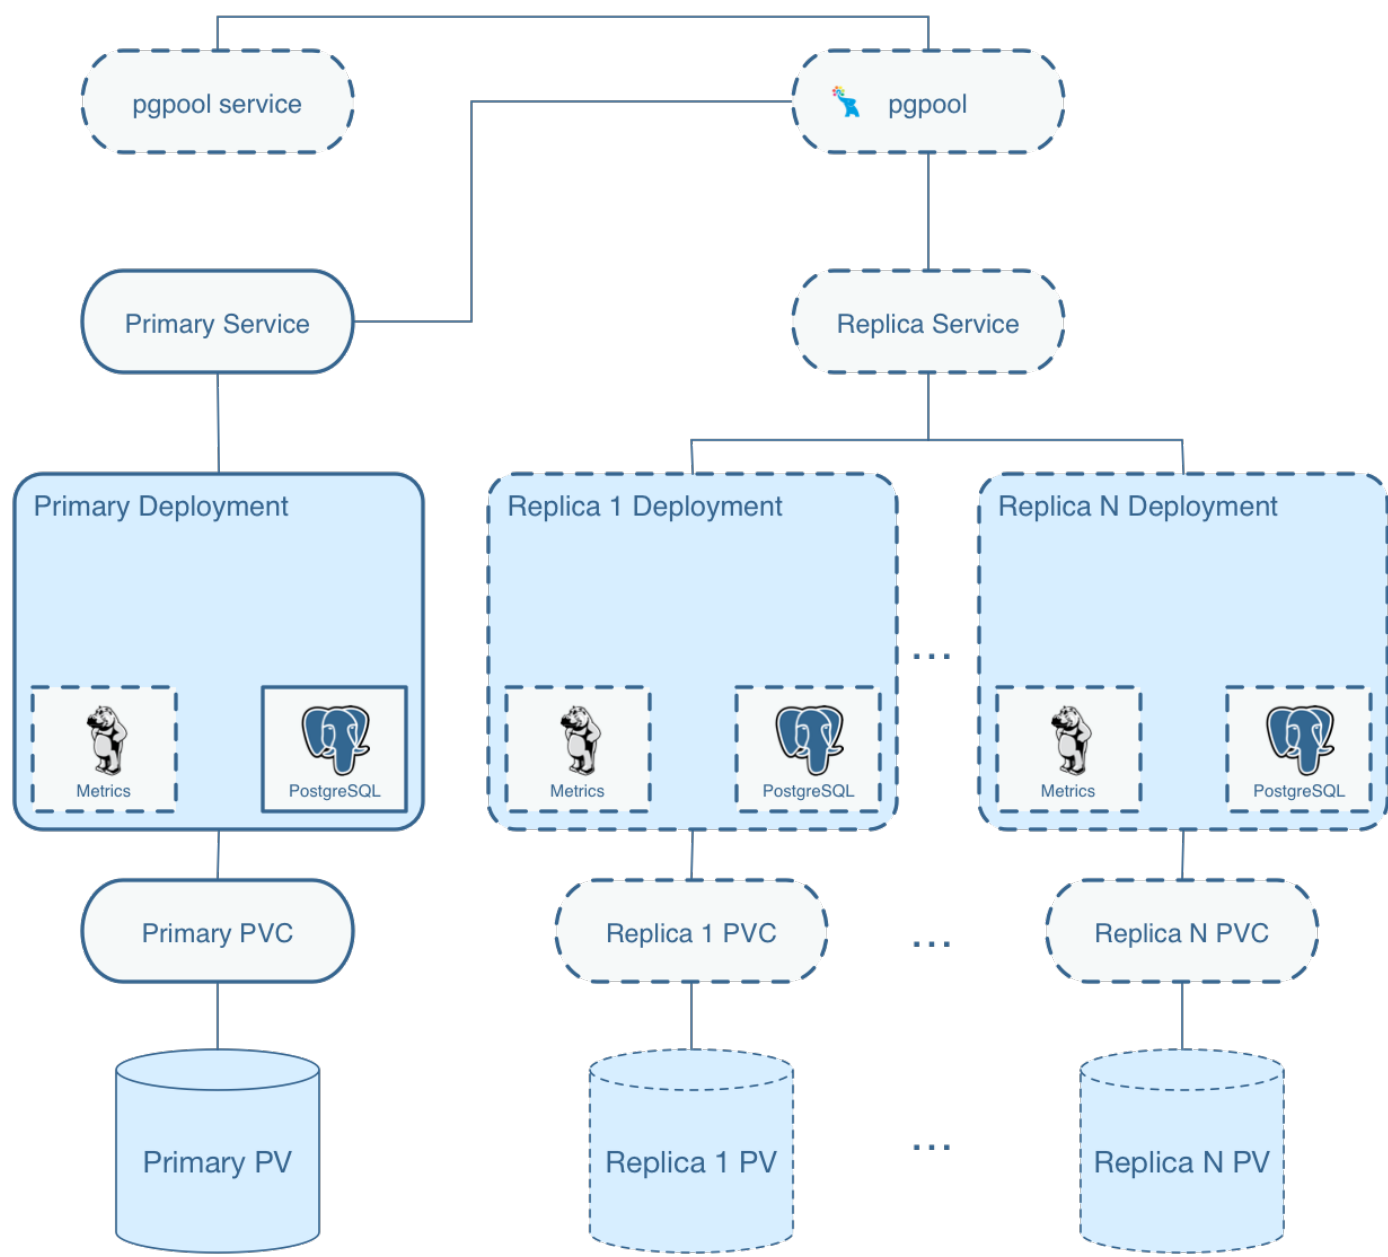 pgpool service
pgpool
Primary Service
Replica Service
Primary Deployment
Replica 1 Deployment
Replica N Deployment
...
Metrics
PostgreSQL
Metrics
PostgreSQL
Metrics
PostgreSQL
Primary PVC
Replica 1 PVC
...
Replica N PVC
Primary PV
Replica 1 PV
...
Replica N PV